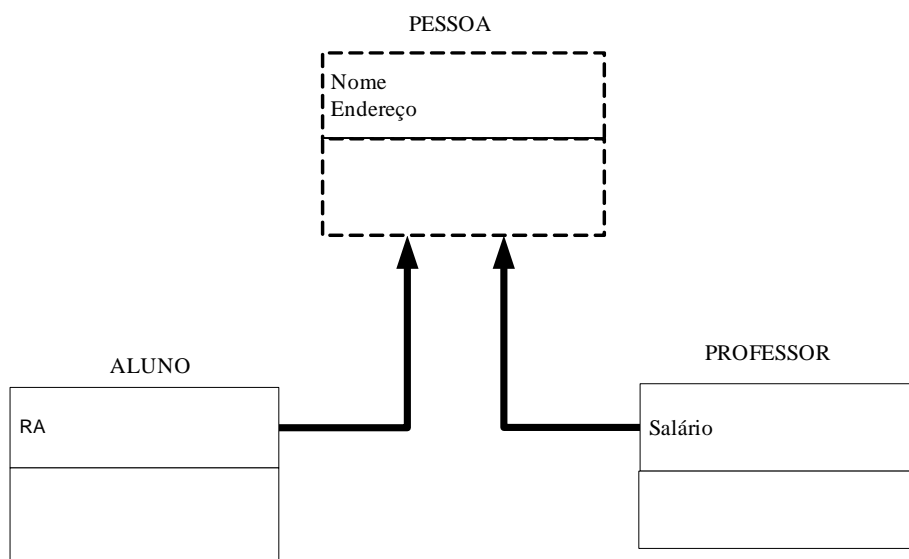 PESSOA
Nome
Endereço
ALUNO
RA
PROFESSOR
Salário